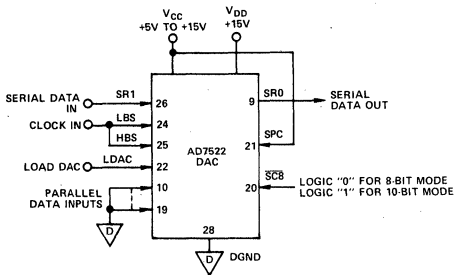 VCC
+5V TO +15V
VDD
+15V
SERIAL DATA IN
SR1
26
9
SR0
SERIAL DATA OUT
CLOCK IN
LBS
24
HBS
25
SPC
21
AD7522
DAC
LOAD DAC
LDAC
22
SC8
20
LOGIC "0" FOR 8-BIT MODE
LOGIC "1" FOR 10-BIT MODE
PARALLEL
DATA INPUTS
10
19
D
28
D
DGND